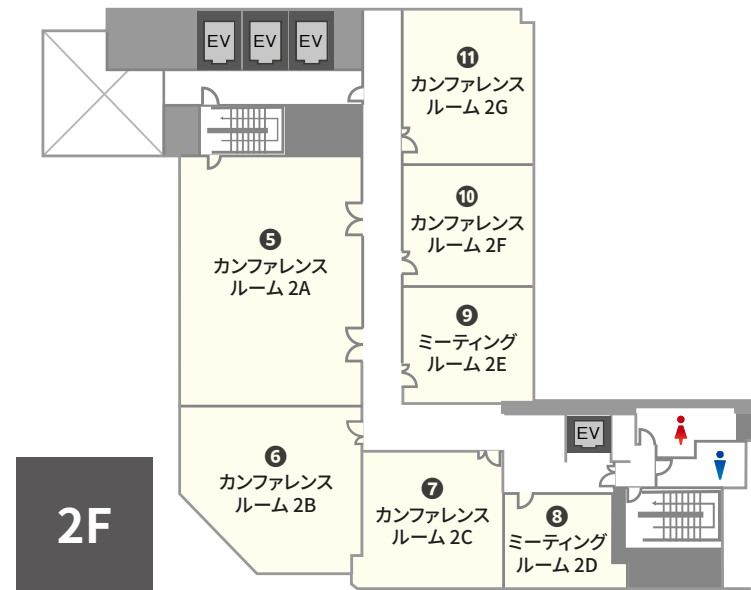 EV EV EV
⓫
カンファレンス
ルーム 2G
❿
カンファレンス
ルーム 2F
❺
カンファレンス
ルーム 2A
❾
ミーティング
ルーム 2E
EV
❻
カンファレンス
ルーム 2B
❼
カンファレンス
ルーム 2C
❽
ミーティング
ルーム 2D
2F